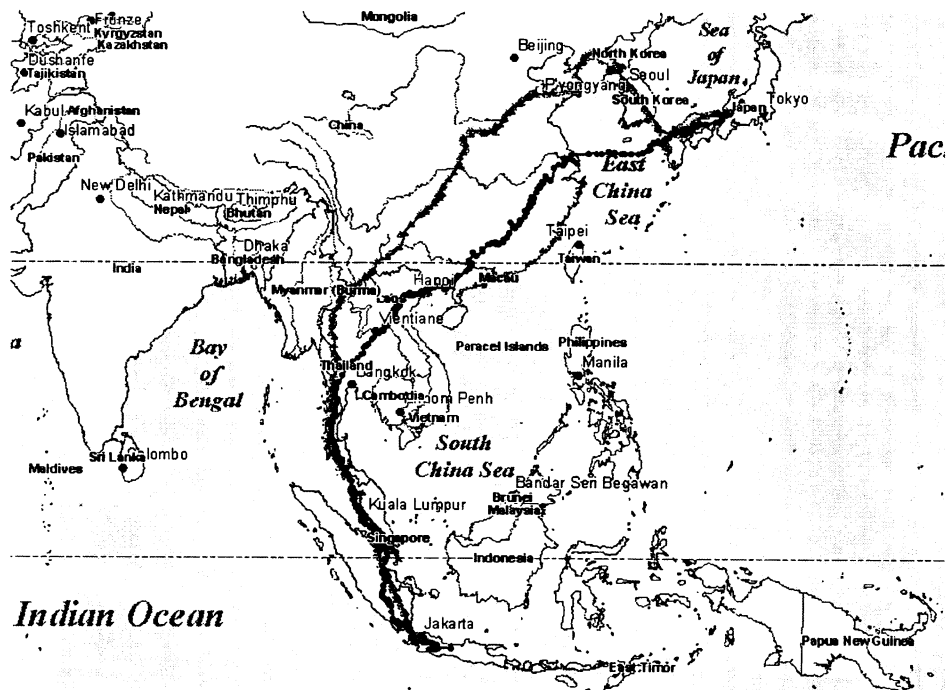 Mongolia
Toshkent
Frunze
Kyrgyzstan
Kazakhstan
Sea
of
Japan
Beijing
North Korea
Dushanfe
Tajikistan
Seoul
Pyongyang
South Korea
Japan
Tokyo
Kabul
Afghanistan
Islamabad
China
Pakistan
Pac
East
China
Sea
New Delhi
Kathmandu
Thimphu
Nepal
Bhutan
Taipei
Dhaka
Bangladesh
Taiwan
India
Macau
Hanoi
Myanmar (Burma)
Vientiane
a
Bay
of
Bengal
Paracel Islands
Philippines
Manila
Thailand
Bangkok
Cambodia
Penh
Vietnam
South
China Sea
Maldives
Sri Lanka
lombo
Bandar Seri Begawan
Brunei
Malaysia
Kuala Lumpur
Singapore
Indonesia
Indian Ocean
Jakarta
Papua New Guinea
East Timor